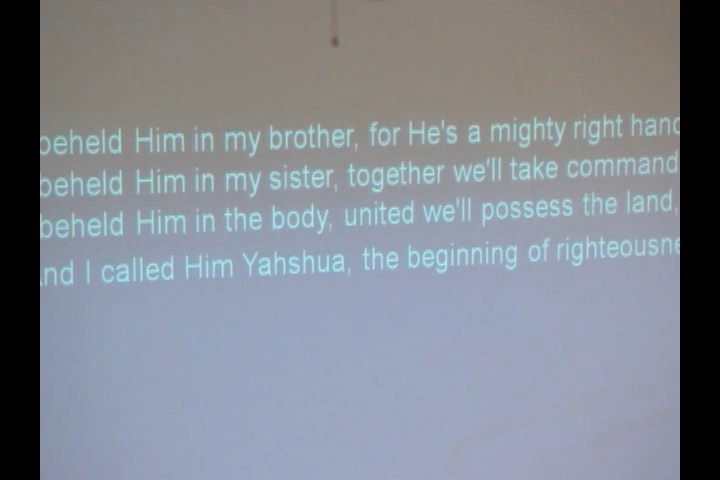 beheld Him in my brother, for He's a mighty right hand
beheld Him in my sister, together we'll take command
beheld Him in the body, united we'll possess the land,
And I called Him Yahshua, the beginning of righteousne